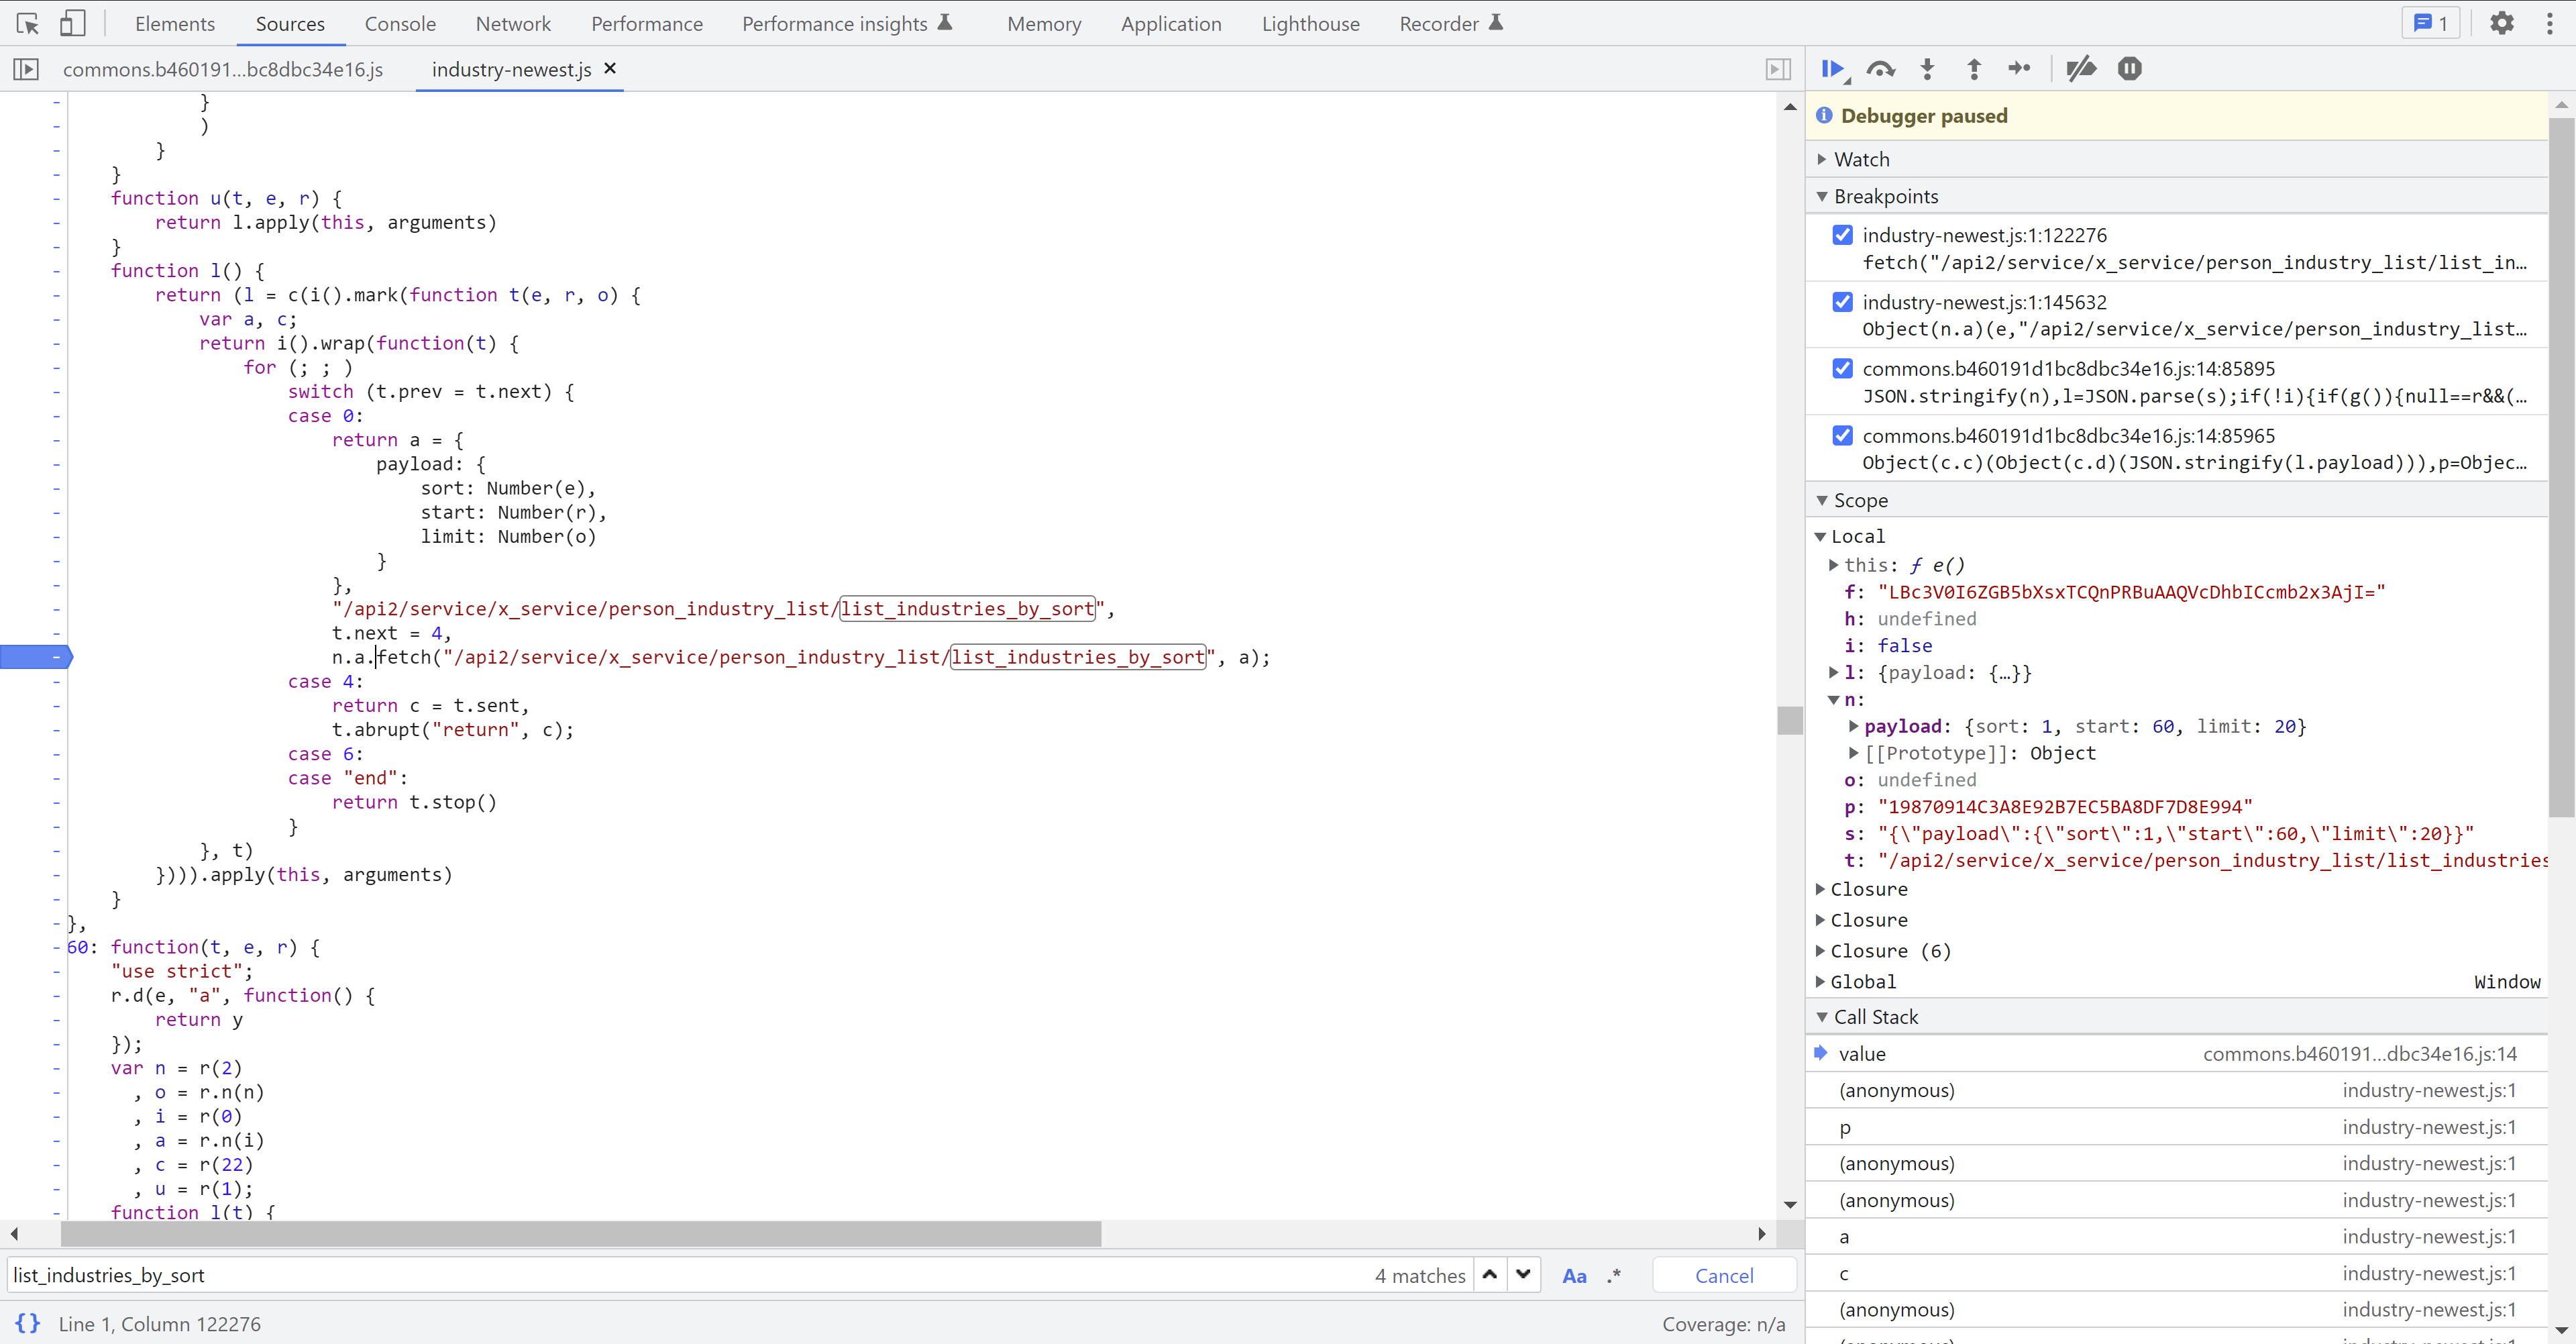 Elements Sources Console Network Performance Performance insights Memory Application Lighthouse Recorder 1
commons.b460191...bc8dbc34e16.js industry-newest.js ×
}
)
}
}
function u(t, e, r) {
return l.apply(this, arguments)
}
function l() {
return (l = c(i().mark(function t(e, r, o) {
var a, c;
return i().wrap(function(t) {
for (; ; )
switch (t.prev = t.next) {
case 0:
return a = {
payload: {
sort: Number(e),
start: Number(r),
limit: Number(o)
}
},
"/api2/service/x_service/person_industry_list/list_industries_by_sort",
t.next = 4,
n.a.fetch("/api2/service/x_service/person_industry_list/list_industries_by_sort", a);
case 4:
return c = t.sent,
t.abrupt("return", c);
case 6:
case "end":
return t.stop()
}
}, t)
}))).apply(this, arguments)
}
},
60: function(t, e, r) {
"use strict";
r.d(e, "a", function() {
return y
});
var n = r(2)
, o = r.n(n)
, i = r(0)
, a = r.n(i)
, c = r(22)
, u = r(1);
function l(t) {
list_industries_by_sort 4 matches Aa .* Cancel
{} Line 1, Column 122276 Coverage: n/a
Debugger paused
Watch
Breakpoints
industry-newest.js:1:122276
fetch("/api2/service/x_service/person_industry_list/list_in…
industry-newest.js:1:145632
Object(n.a)(e,"/api2/service/x_service/person_industry_list…
commons.b460191d1bc8dbc34e16.js:14:85895
JSON.stringify(n),l=JSON.parse(s);if(!i){if(g()){null==r&&(…
commons.b460191d1bc8dbc34e16.js:14:85965
Object(c.c)(Object(c.d)(JSON.stringify(l.payload))),p=Objec…
Scope
Local
this: ƒ e()
f: "LBc3V0I6ZGB5bXsxTCQnPRBuAAQVcDhbICcmb2x3AjI="
h: undefined
i: false
l: {payload: {…}}
n:
payload: {sort: 1, start: 60, limit: 20}
[[Prototype]]: Object
o: undefined
p: "19870914C3A8E92B7EC5BA8DF7D8E994"
s: "{\"payload\":{\"sort\":1,\"start\":60,\"limit\":20}}"
t: "/api2/service/x_service/person_industry_list/list_industries
Closure
Closure
Closure (6)
Global Window
Call Stack
value commons.b460191...dbc34e16.js:14
(anonymous) industry-newest.js:1
p industry-newest.js:1
(anonymous) industry-newest.js:1
(anonymous) industry-newest.js:1
a industry-newest.js:1
c industry-newest.js:1
(anonymous) industry-newest.js:1